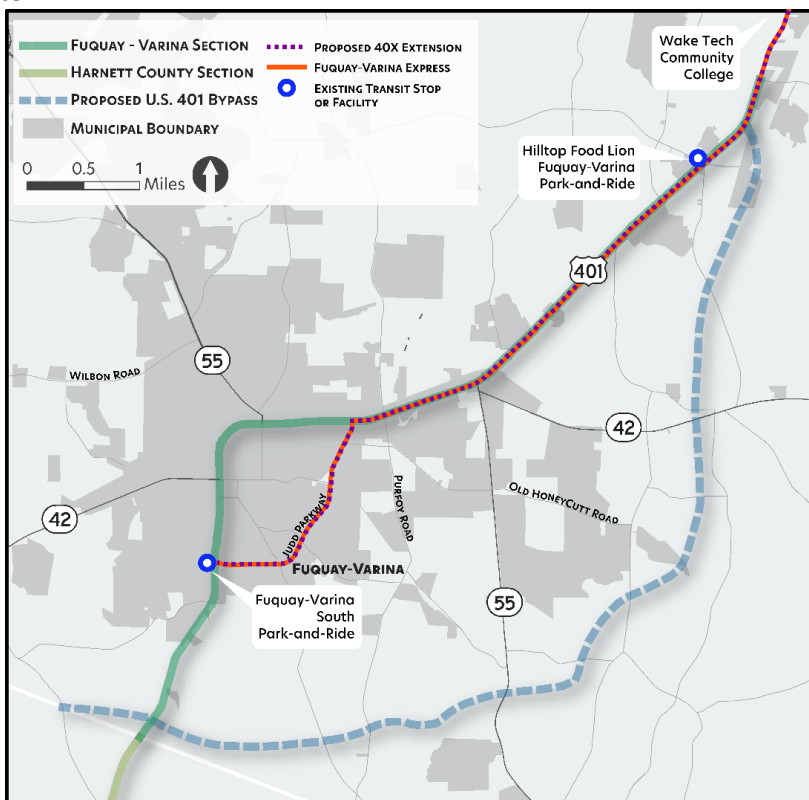 FUQUAY - VARINA SECTION
HARNETT COUNTY SECTION
PROPOSED U.S. 401 BYPASS
MUNICIPAL BOUNDARY
PROPOSED 40X EXTENSION
FUQUAY-VARINA EXPRESS
EXISTING TRANSIT STOP
OR FACILITY
0 0.5 1
Miles
Wake Tech
Community
College
Hilltop Food Lion
Fuquay-Varina
Park-and-Ride
401
55
WILBON ROAD
42
42
OLD HONEYCUTT ROAD
PURFOY ROAD
JUDD PARKWAY
FUQUAY-VARINA
55
Fuquay-Varina
South
Park-and-Ride